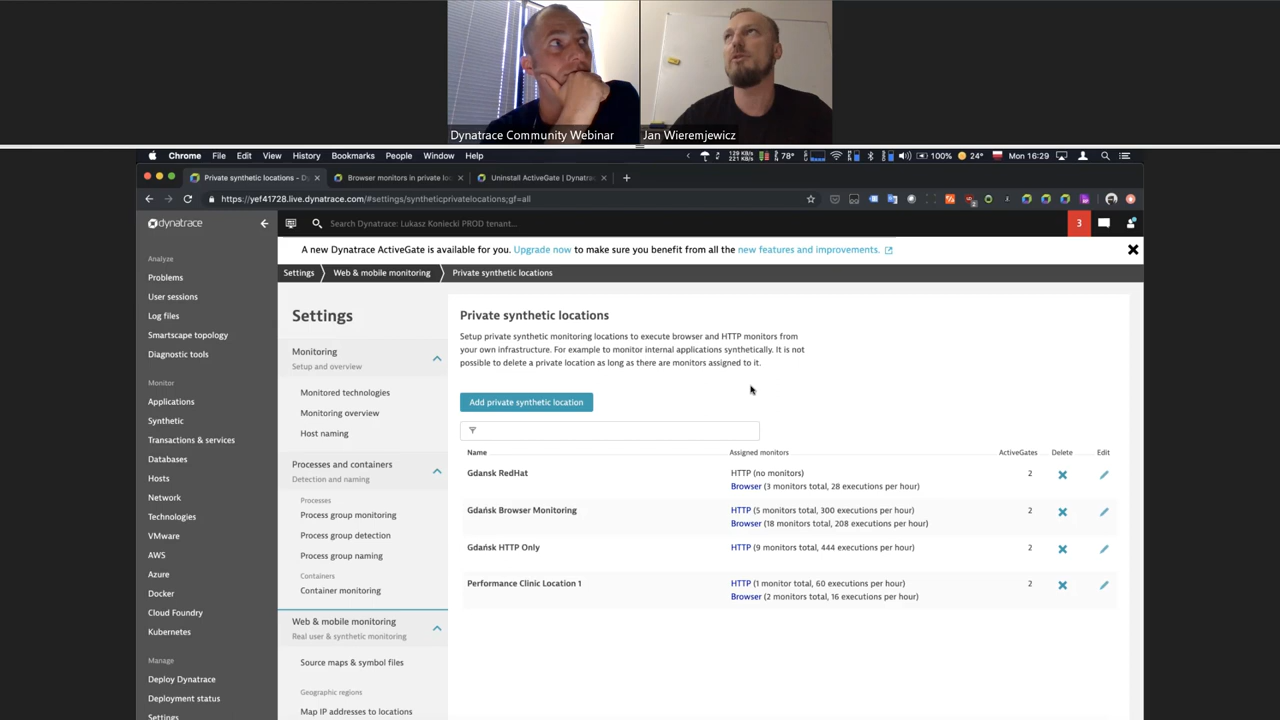 Dynatrace Community Webinar
Jan Wieremjewicz
Chrome File Edit View History Bookmarks People Window Help
129 KB/s
221 KB/s
78° 100% 24° Mon 16:29
Private synthetic locations - D
Browser monitors in private lo
Uninstall ActiveGate | Dynatrac
https://yef41728.live.dynatrace.com/#settings/syntheticprivatelocations;gf=all
dynatrace
Search Dynatrace: Lukasz Koniecki PROD tenant...
3
A new Dynatrace ActiveGate is available for you. Upgrade now to make sure you benefit from all the new features and improvements.
Settings
Web & mobile monitoring
Private synthetic locations
Analyze
Problems
User sessions
Log files
Smartscape topology
Diagnostic tools
Monitor
Applications
Synthetic
Transactions & services
Databases
Hosts
Network
Technologies
VMware
AWS
Azure
Docker
Cloud Foundry
Kubernetes
Manage
Deploy Dynatrace
Deployment status
Settings
Settings
Monitoring
Setup and overview
Monitored technologies
Monitoring overview
Host naming
Processes and containers
Detection and naming
Processes
Process group monitoring
Process group detection
Process group naming
Containers
Container monitoring
Web & mobile monitoring
Real user & synthetic monitoring
Source maps & symbol files
Geographic regions
Map IP addresses to locations
Private synthetic locations
Setup private synthetic monitoring locations to execute browser and HTTP monitors from
your own infrastructure. For example to monitor internal applications synthetically. It is not
possible to delete a private location as long as there are monitors assigned to it.
Add private synthetic location
Name Assigned monitors ActiveGates Delete Edit
Gdansk RedHat HTTP (no monitors) 2
Browser (3 monitors total, 28 executions per hour)
Gdańsk Browser Monitoring HTTP (5 monitors total, 300 executions per hour) 2
Browser (18 monitors total, 208 executions per hour)
Gdańsk HTTP Only HTTP (9 monitors total, 444 executions per hour) 2
Performance Clinic Location 1 HTTP (1 monitor total, 60 executions per hour) 2
Browser (2 monitors total, 16 executions per hour)